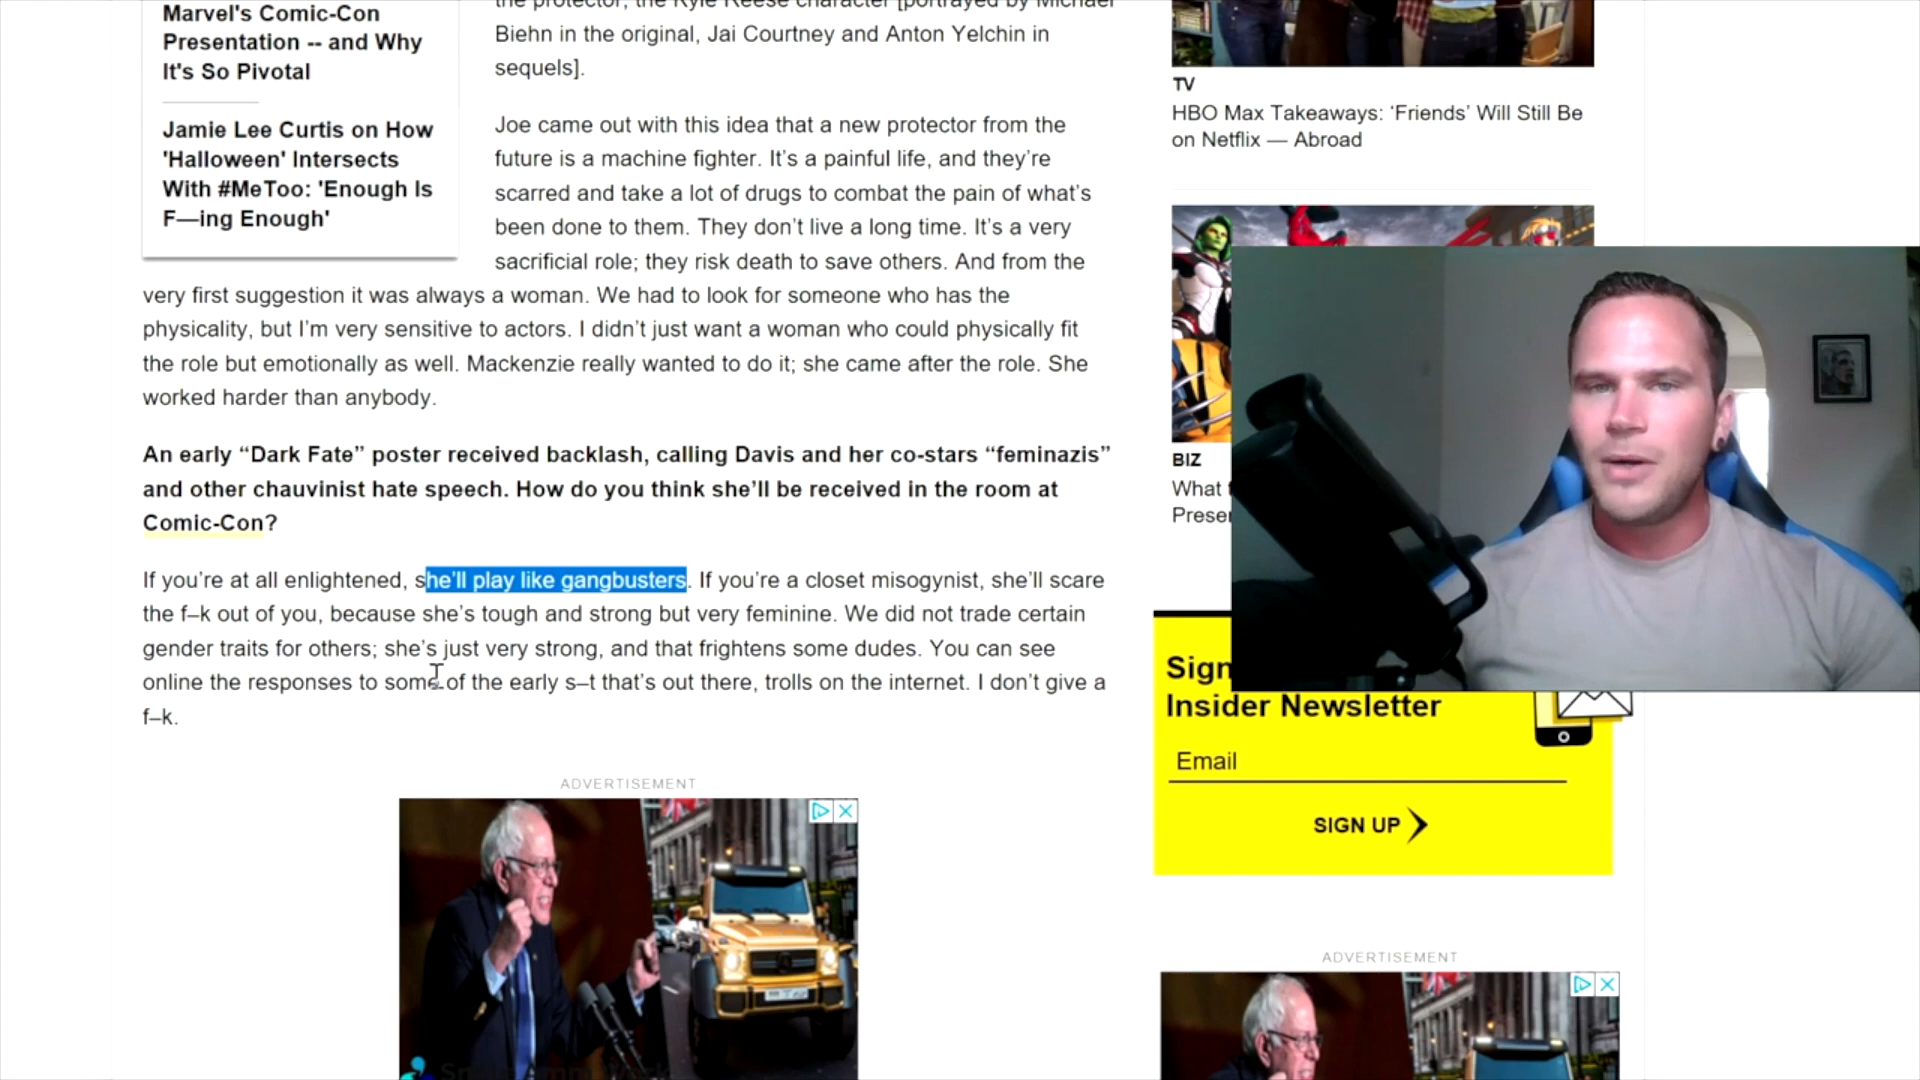 Marvel's Comic-Con
Presentation -- and Why
It's So Pivotal
Jamie Lee Curtis on How
'Halloween' Intersects
With #MeToo: 'Enough Is
F—ing Enough'
the protector, the Kyle Reese character [portrayed by Michael
Biehn in the original, Jai Courtney and Anton Yelchin in
sequels].
Joe came out with this idea that a new protector from the
future is a machine fighter. It’s a painful life, and they’re
scarred and take a lot of drugs to combat the pain of what’s
been done to them. They don’t live a long time. It’s a very
sacrificial role; they risk death to save others. And from the
very first suggestion it was always a woman. We had to look for someone who has the
physicality, but I’m very sensitive to actors. I didn’t just want a woman who could physically fit
the role but emotionally as well. Mackenzie really wanted to do it; she came after the role. She
worked harder than anybody.
An early “Dark Fate” poster received backlash, calling Davis and her co-stars “feminazis”
and other chauvinist hate speech. How do you think she’ll be received in the room at
Comic-Con?
If you’re at all enlightened, she’ll play like gangbusters. If you’re a closet misogynist, she’ll scare
the f–k out of you, because she’s tough and strong but very feminine. We did not trade certain
gender traits for others; she’s just very strong, and that frightens some dudes. You can see
online the responses to some of the early s–t that’s out there, trolls on the internet. I don’t give a
f–k.
ADVERTISEMENT
TV
HBO Max Takeaways: ‘Friends’ Will Still Be
on Netflix — Abroad
BIZ
What
Sign
Insider Newsletter
Email
SIGN UP
ADVERTISEMENT